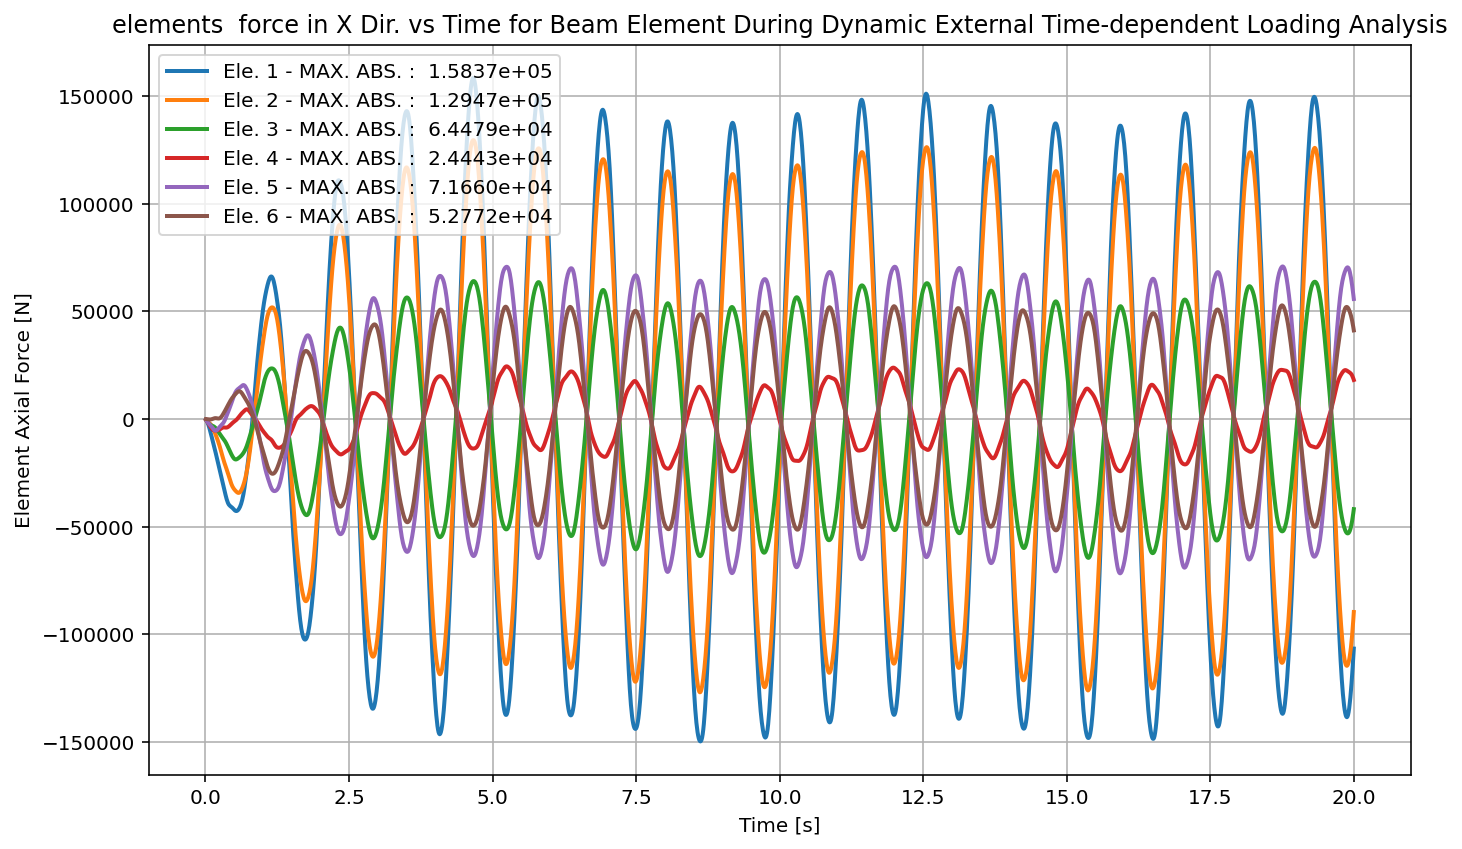 elements  force in X Dir. vs Time for Beam Element During Dynamic External Time-dependent Loading Analysis
Ele. 1 - MAX. ABS. :  1.5837e+05
Ele. 2 - MAX. ABS. :  1.2947e+05
Ele. 3 - MAX. ABS. :  6.4479e+04
Ele. 4 - MAX. ABS. :  2.4443e+04
Ele. 5 - MAX. ABS. :  7.1660e+04
Ele. 6 - MAX. ABS. :  5.2772e+04
Element Axial Force [N]
150000
100000
50000
0
−50000
−100000
−150000
0.0 2.5 5.0 7.5 10.0 12.5 15.0 17.5 20.0
Time [s]